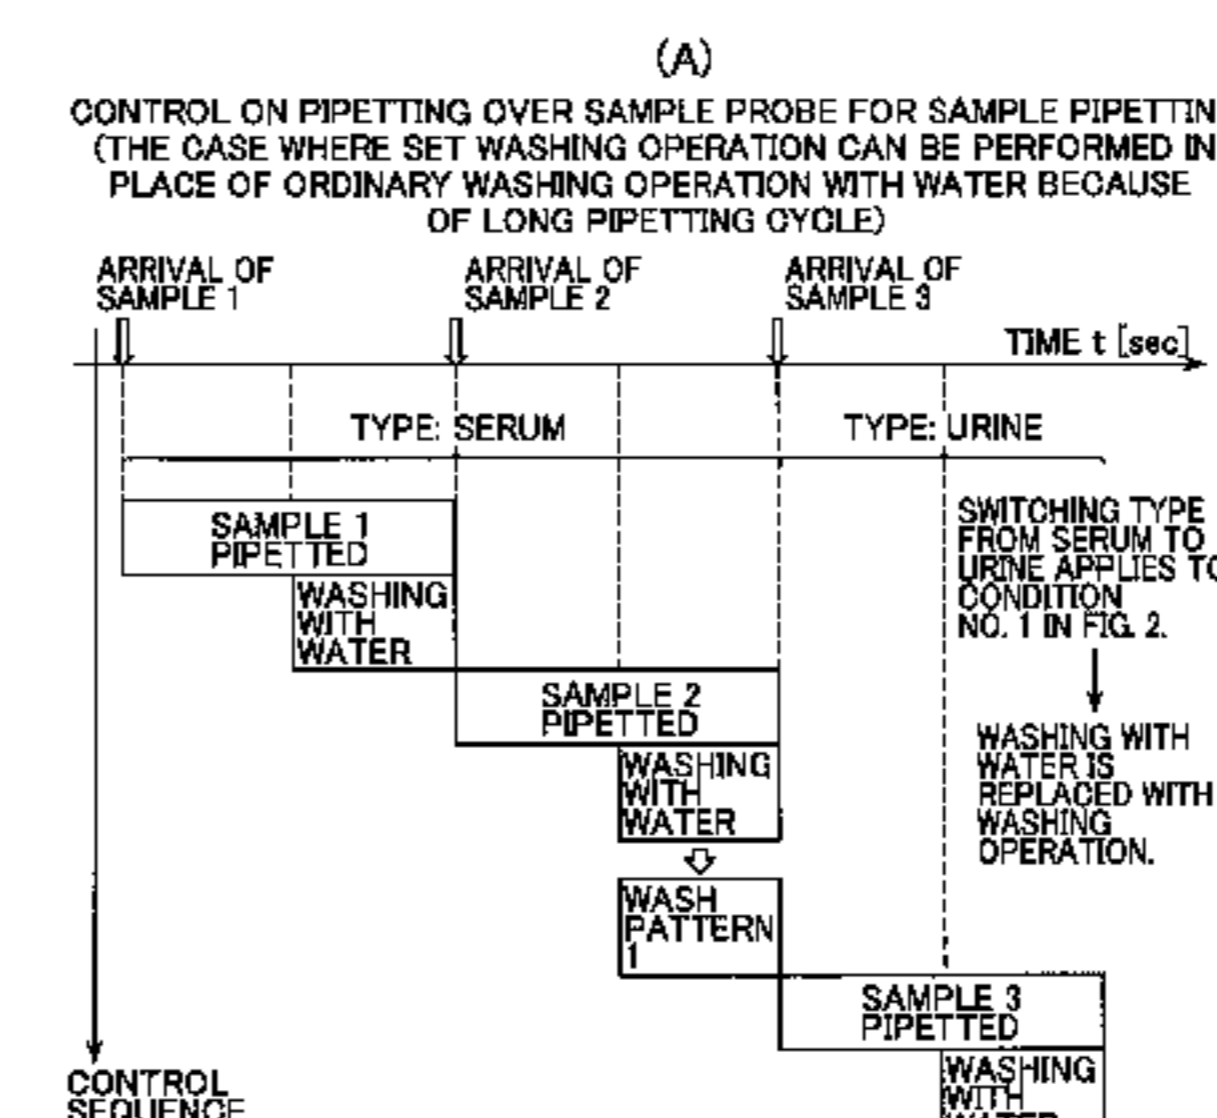 (A)
CONTROL ON PIPETTING OVER SAMPLE PROBE FOR SAMPLE PIPETTIN
(THE CASE WHERE SET WASHING OPERATION CAN BE PERFORMED IN
PLACE OF ORDINARY WASHING OPERATION WITH WATER BECAUSE
OF LONG PIPETTING CYCLE)
ARRIVAL OF
SAMPLE 1
ARRIVAL OF
SAMPLE 2
ARRIVAL OF
SAMPLE 3
TIME t [sec]
TYPE: SERUM
TYPE: URINE
SAMPLE 1
PIPETTED
WASHING
WITH
WATER
SWITCHING TYPE
FROM SERUM TO
URINE APPLIES TO
CONDITION
NO. 1 IN FIG. 2.
SAMPLE 2
PIPETTED
WASHING
WITH
WATER
WASHING WITH
WATER IS
REPLACED WITH
WASHING
OPERATION.
WASH
PATTERN
1
SAMPLE 3
PIPETTED
WASHING
WITH
WATER
CONTROL
SEQUENCE